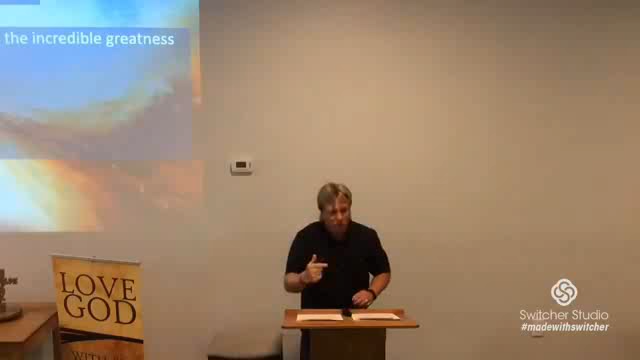 the incredible greatness
LOVE
GOD
Switcher Studio
#madewithswitcher